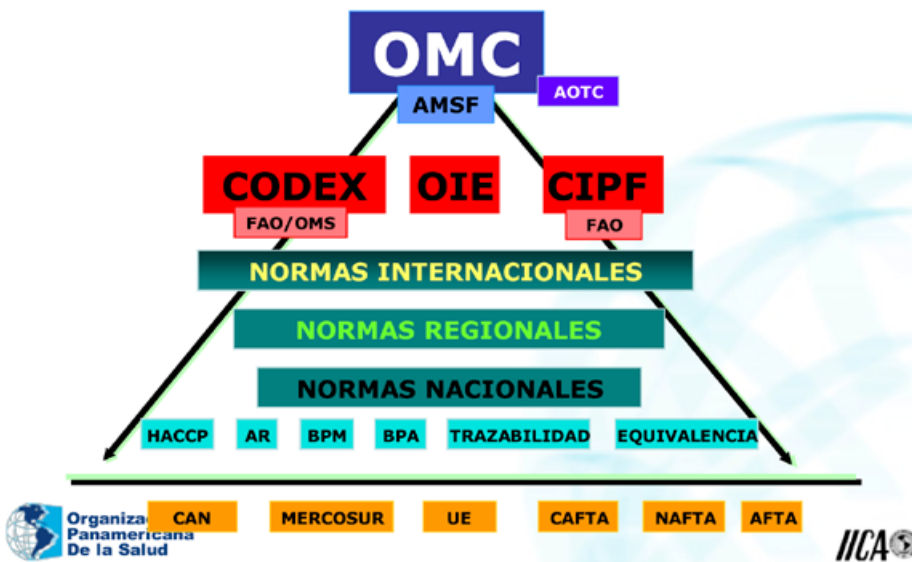 OMC
AMSF
AOTC
CODEX
OIE
CIPF
FAO/OMS
FAO
NORMAS INTERNACIONALES
NORMAS REGIONALES
NORMAS NACIONALES
HACCP
AR
BPM
BPA
TRAZABILIDAD
EQUIVALENCIA
CAN
MERCOSUR
UE
CAFTA
NAFTA
AFTA
Organiza
Panamericana
De la Salud
IICA